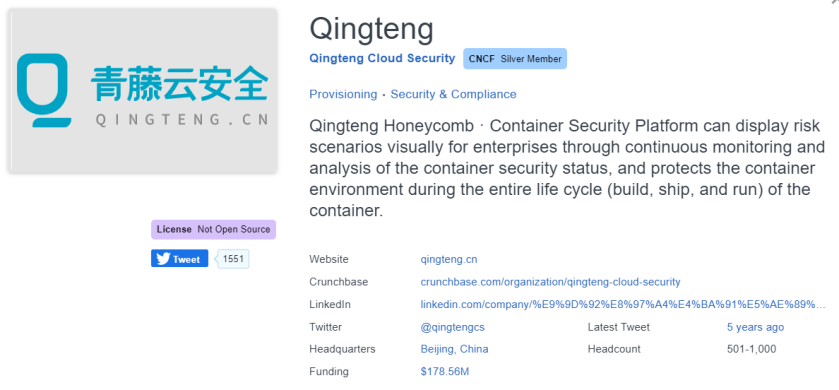 青藤云安全
QINGTENG.CN
License Not Open Source
Tweet 1551
Qingteng
Qingteng Cloud Security CNCF Silver Member
Provisioning · Security & Compliance
Qingteng Honeycomb · Container Security Platform can display risk
scenarios visually for enterprises through continuous monitoring and
analysis of the container security status, and protects the container
environment during the entire life cycle (build, ship, and run) of the
container.
Website qingteng.cn
Crunchbase crunchbase.com/organization/qingteng-cloud-security
LinkedIn linkedin.com/company/%E9%9D%92%E8%97%A4%E4%BA%91%E5%AE%89%...
Twitter @qingtengcs Latest Tweet 5 years ago
Headquarters Beijing, China Headcount 501-1,000
Funding $178.56M